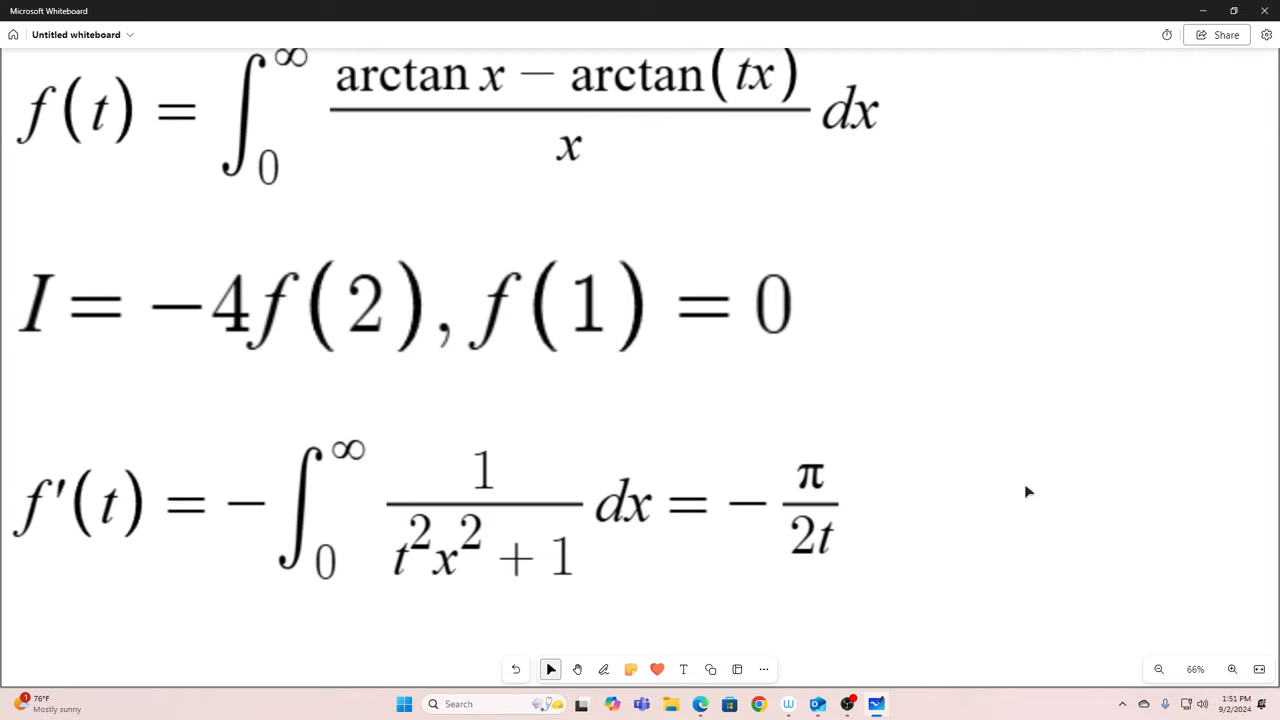 Microsoft Whiteboard
Untitled whiteboard
Share
f(t) = ∫₀^∞ (arctan x − arctan(tx))/x dx
I = −4f(2), f(1) = 0
f′(t) = −∫₀^∞ 1/(t²x² + 1) dx = −π/(2t)
66%
1
76°F
Mostly sunny
Search
1:51 PM
9/2/2024